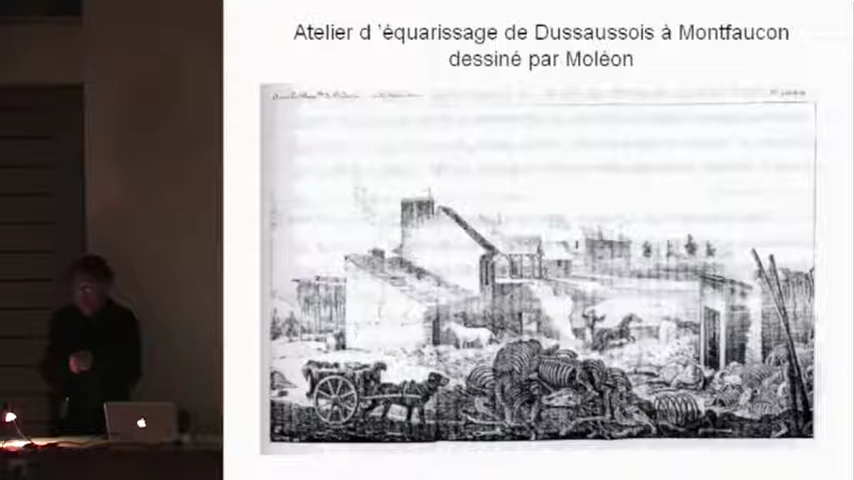 Atelier d 'équarissage de Dussaussois à Montfaucon
dessiné par Moléon